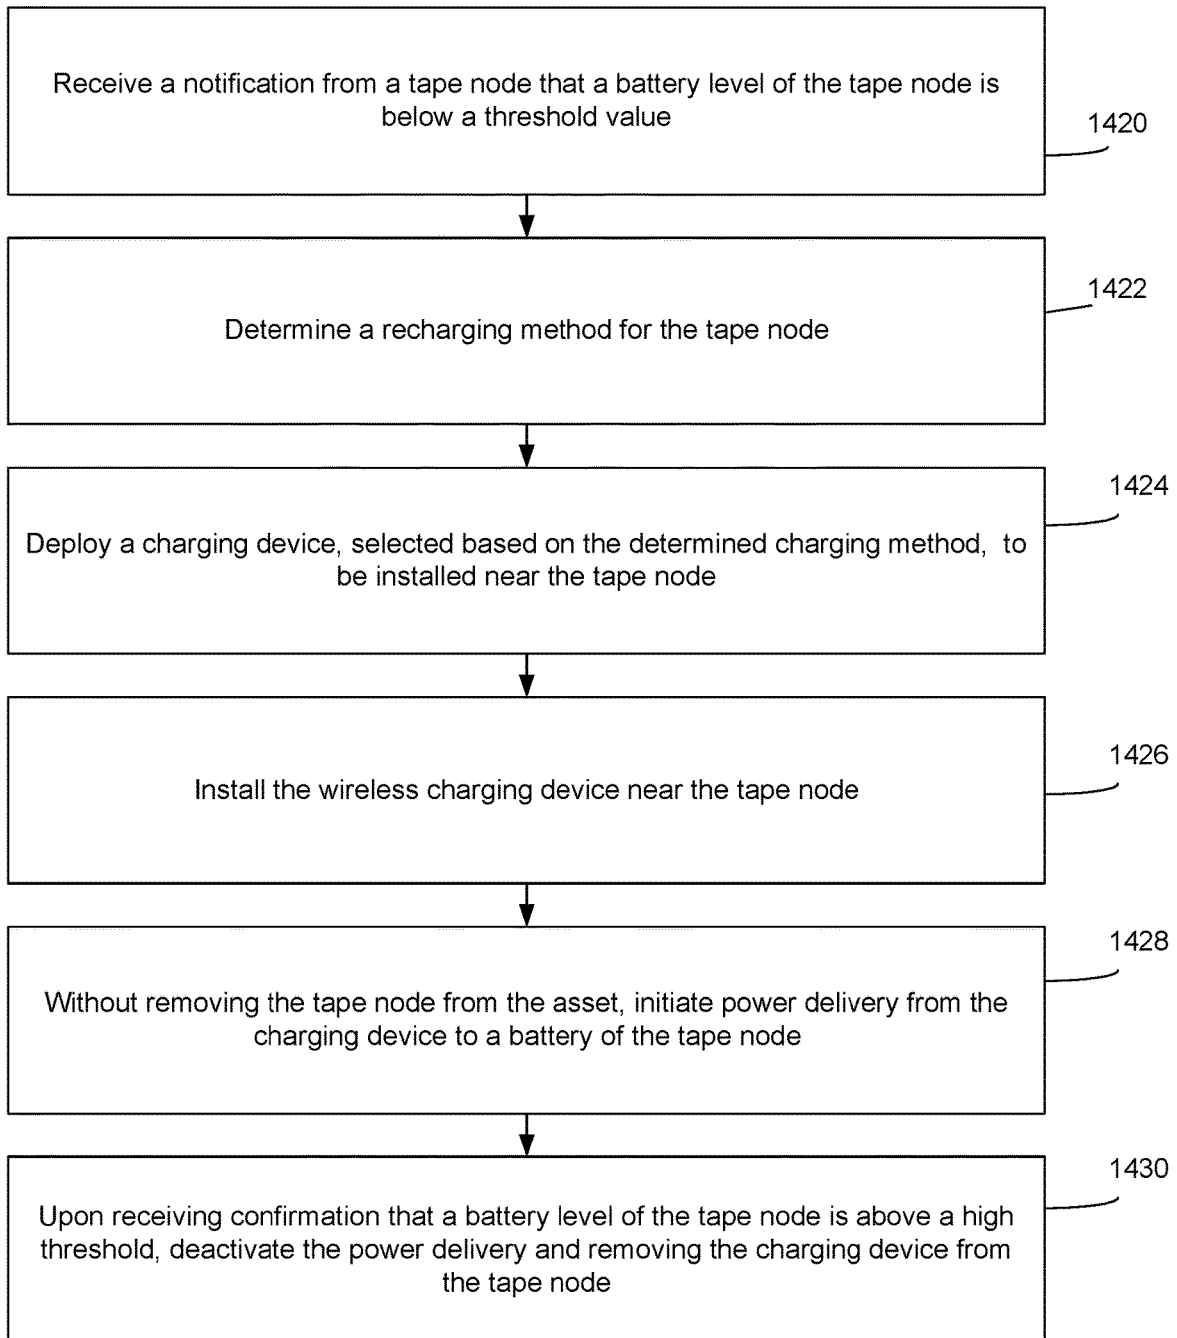 Receive a notification from a tape node that a battery level of the tape node is
below a threshold value
1420
Determine a recharging method for the tape node
1422
Deploy a charging device, selected based on the determined charging method,  to
be installed near the tape node
1424
Install the wireless charging device near the tape node
1426
Without removing the tape node from the asset, initiate power delivery from the
charging device to a battery of the tape node
1428
Upon receiving confirmation that a battery level of the tape node is above a high
threshold, deactivate the power delivery and removing the charging device from
the tape node
1430